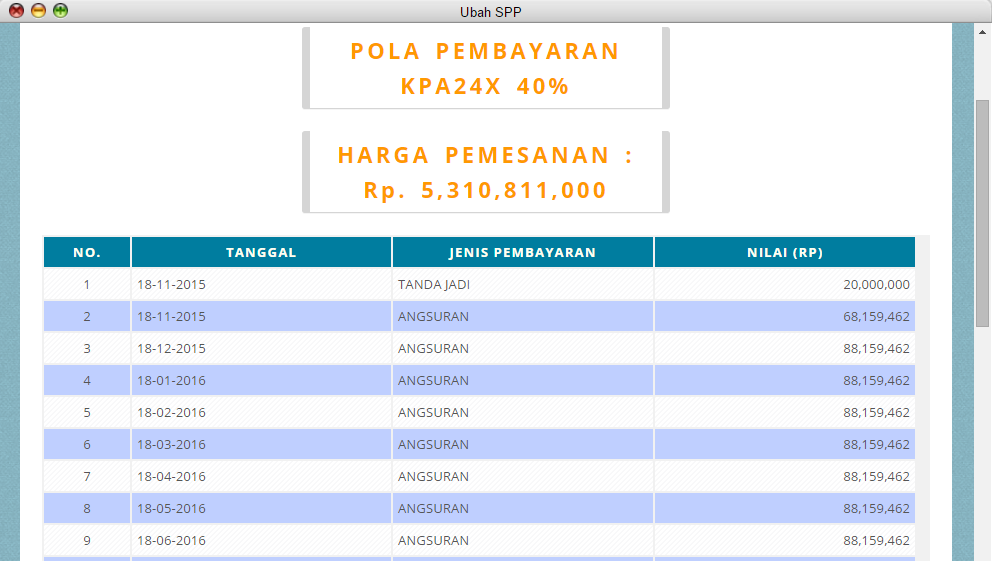 Ubah SPP
POLA PEMBAYARAN
KPA24X 40%
HARGA PEMESANAN :
Rp. 5,310,811,000
NO. TANGGAL JENIS PEMBAYARAN NILAI (RP)
1 18-11-2015 TANDA JADI 20,000,000
2 18-11-2015 ANGSURAN 68,159,462
3 18-12-2015 ANGSURAN 88,159,462
4 18-01-2016 ANGSURAN 88,159,462
5 18-02-2016 ANGSURAN 88,159,462
6 18-03-2016 ANGSURAN 88,159,462
7 18-04-2016 ANGSURAN 88,159,462
8 18-05-2016 ANGSURAN 88,159,462
9 18-06-2016 ANGSURAN 88,159,462